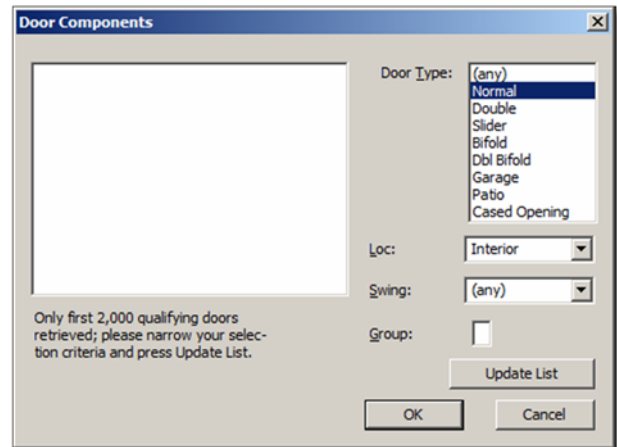 Door Components
Door Type:
(any)
Normal
Double
Slider
Bifold
Dbl Bifold
Garage
Patio
Cased Opening
Loc:
Interior
Swing:
(any)
Only first 2,000 qualifying doors
retrieved; please narrow your selec-
tion criteria and press Update List.
Group:
Update List
OK
Cancel